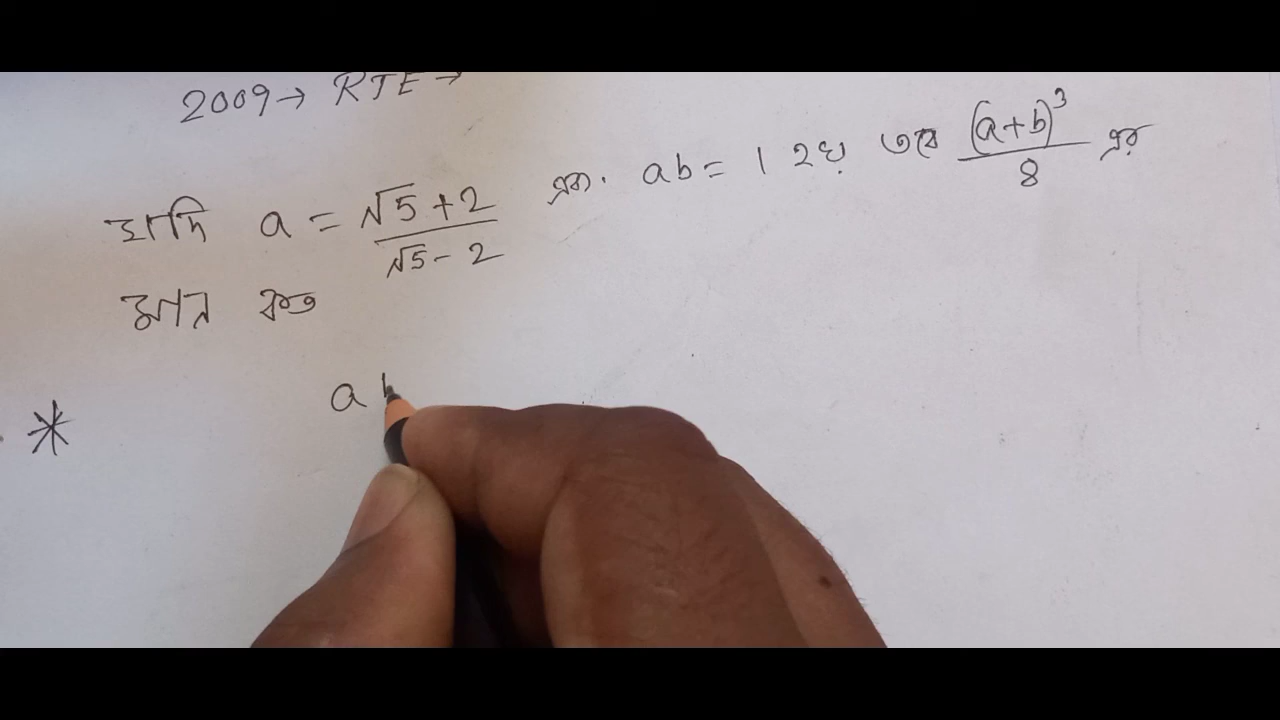 2009→ RTE →
যদি a = √5+2 / √5-2 এবং ab = 1 হয় তবে (a+b)³ / 8 এর
মান কত
* a